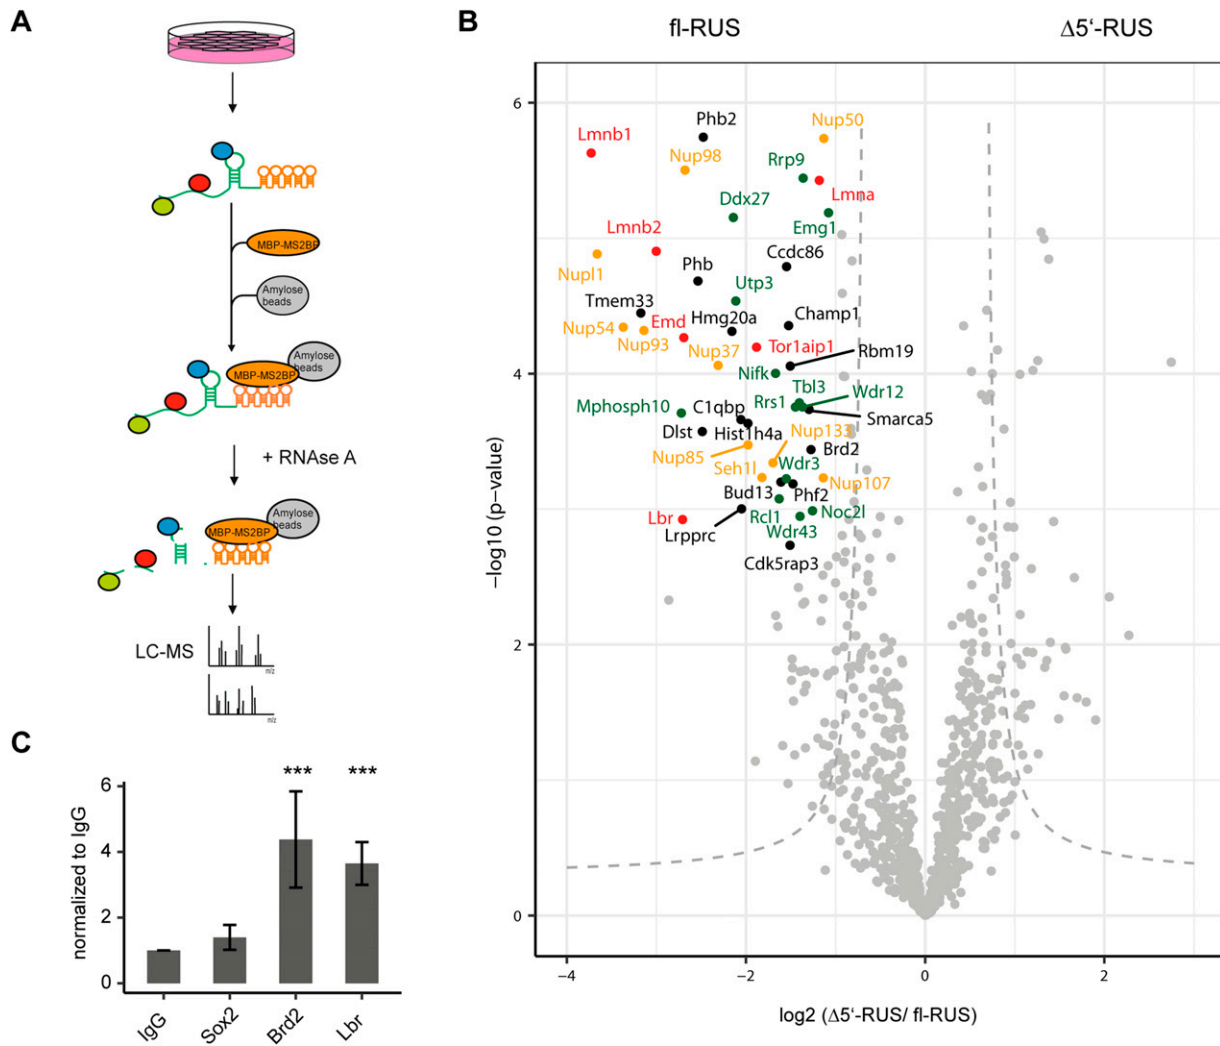 A
MBP-MS2BP
Amylose
beads
Amylose
beads
MBP-MS2BP
+ RNAse A
Amylose
beads
MBP-MS2BP
LC-MS
m/z
m/z
B
fl-RUS
Δ5‘-RUS
−log10 (p−value)
6
4
2
0
Phb2
Nup50
Lmnb1
Nup98
Rrp9
Ddx27
Lmna
Emg1
Lmnb2
Ccdc86
Nupl1
Phb
Utp3
Tmem33
Hmg20a
Champ1
Nup54
Emd
Nup93
Nup37
Tor1aip1
Rbm19
Nifk
Tbl3
Wdr12
Mphosph10
C1qbp
Rrs1
Smarca5
Dlst
Hist1h4a
Nup133
Nup85
Brd2
Seh1l
Wdr3
Nup107
Bud13
Phf2
Lbr
Rcl1
Noc2l
Lrpprc
Wdr43
Cdk5rap3
−4
−2
0
2
log2 (Δ5‘-RUS/ fl-RUS)
C
normalized to IgG
6
4
2
0
***
***
IgG
Sox2
Brd2
Lbr